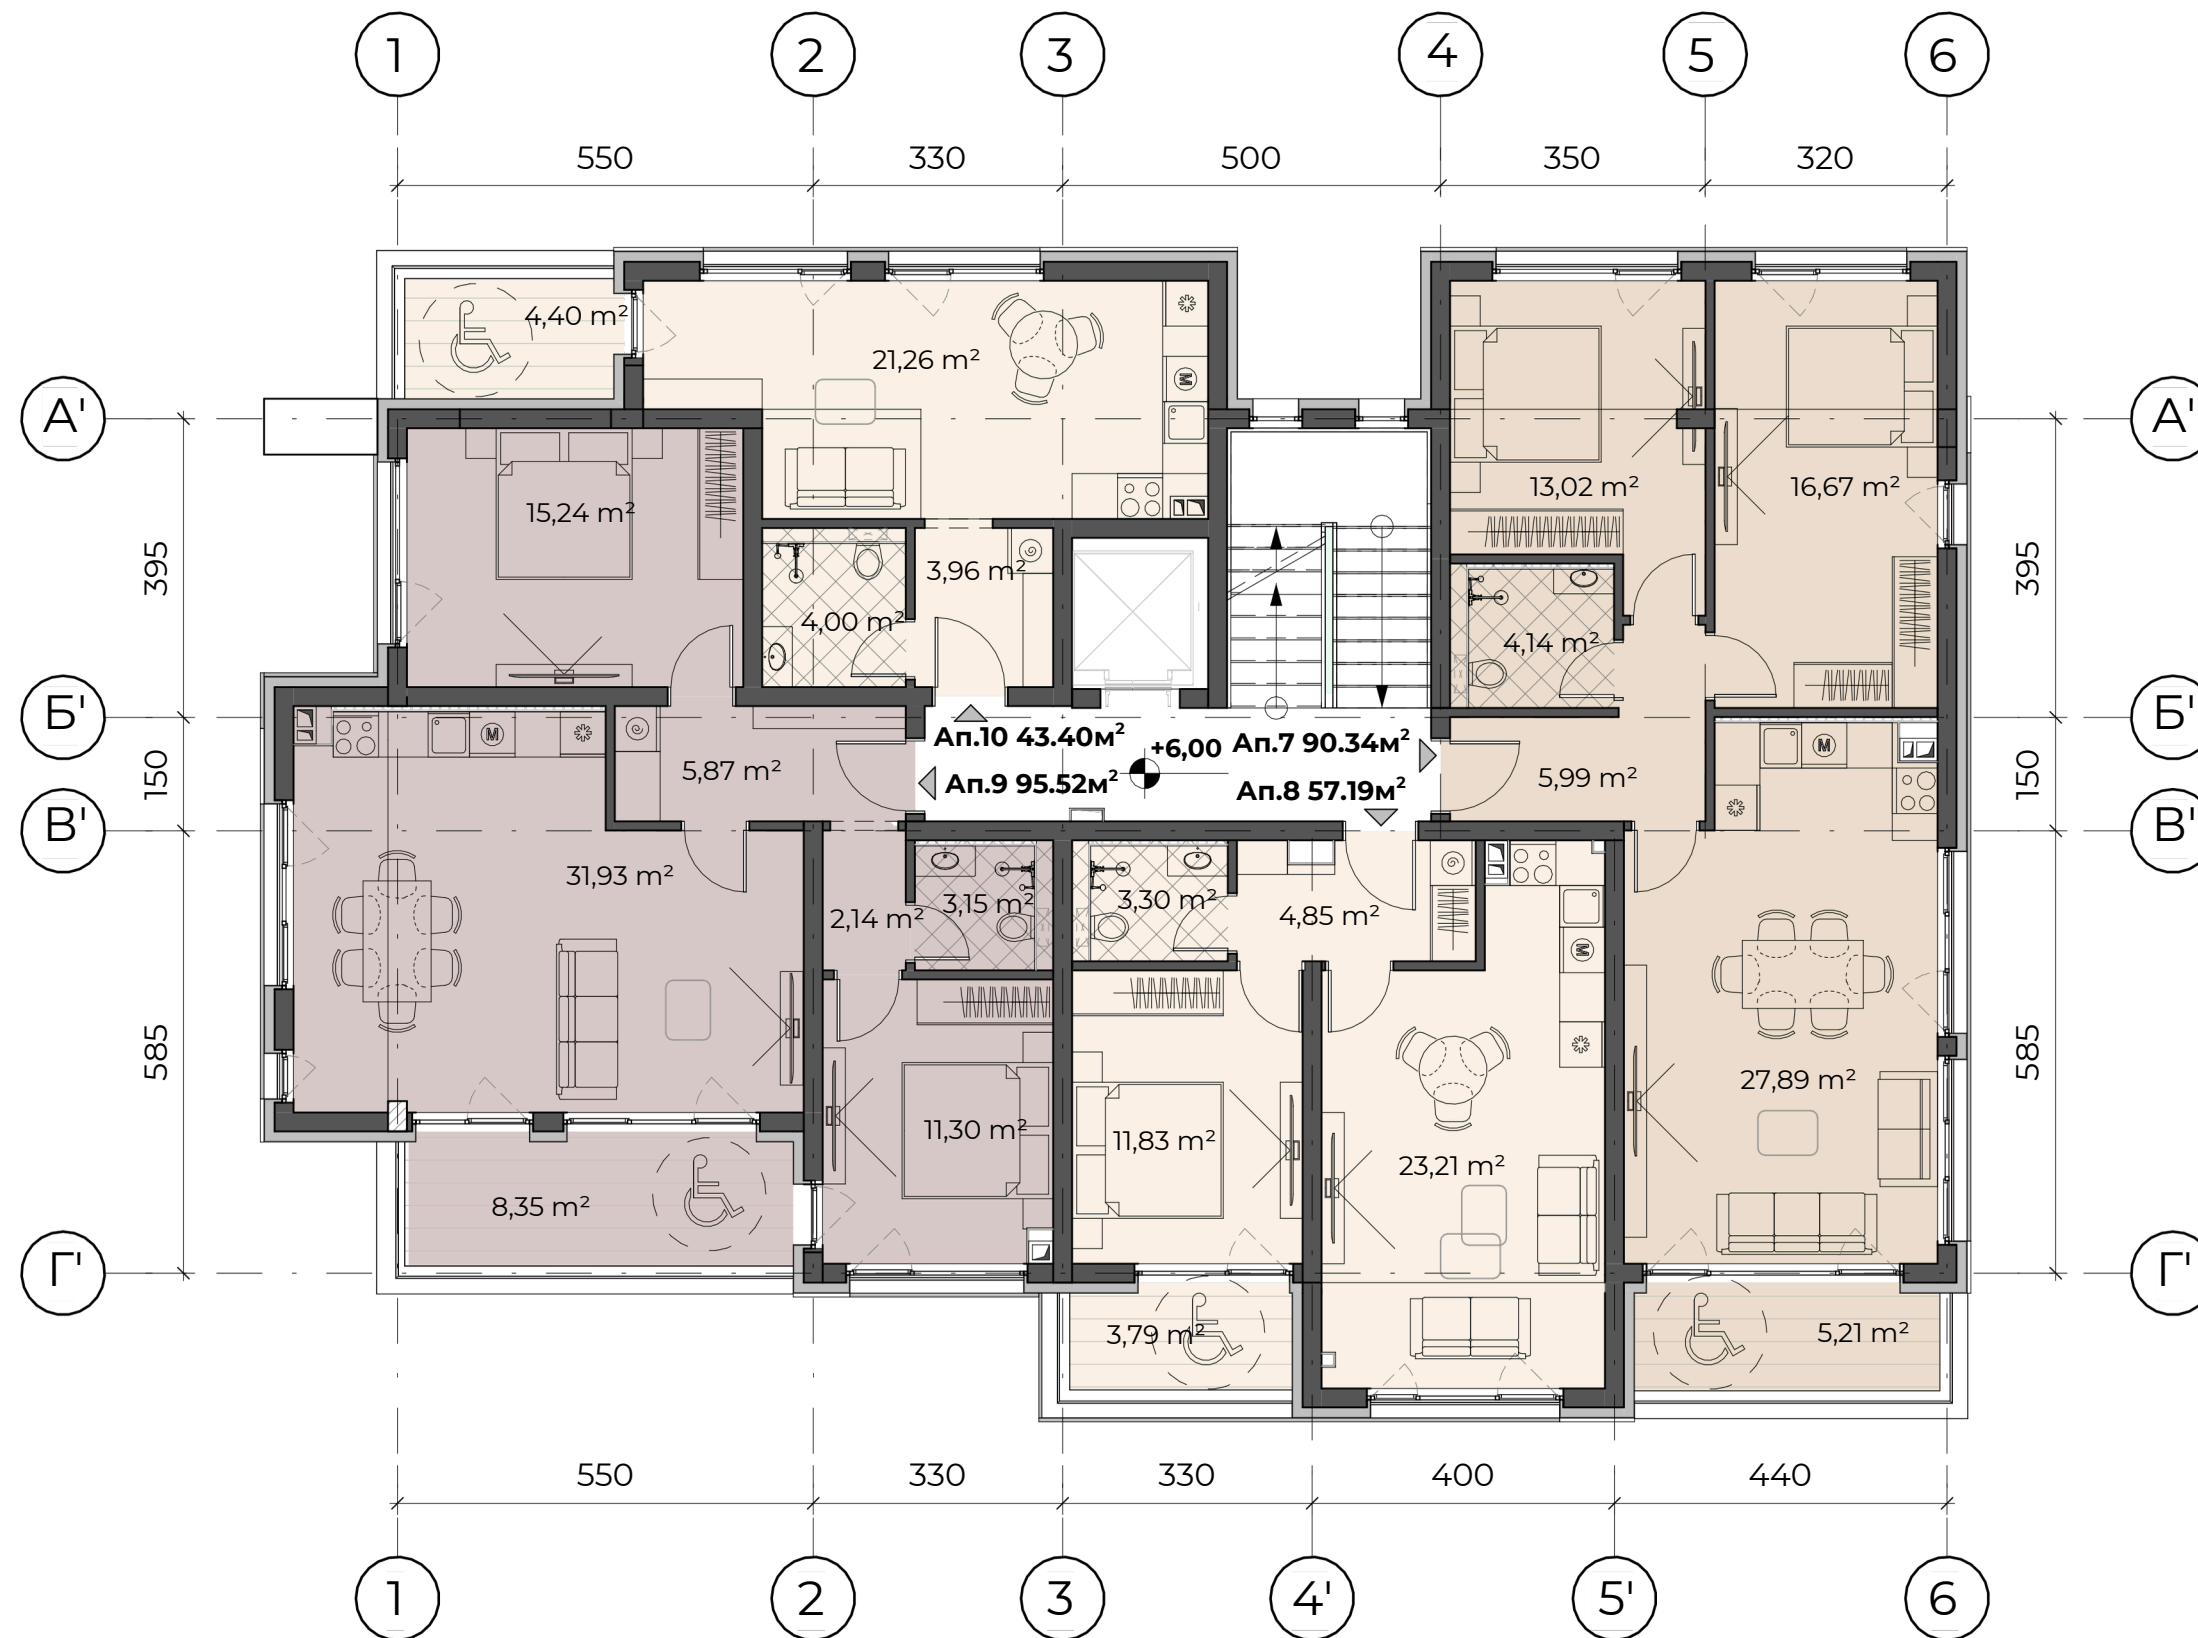 1 2 3 4 5 6
550 330 500 350 320
4,40 m²
21,26 m²
А' А'
13,02 m² 16,67 m²
15,24 m²
395 395
3,96 m²
4,00 m²
4,14 m²
Б' Б'
Ап.10 43.40м² +6,00 Ап.7 90.34м²
150 5,87 m² 5,99 m² 150
Ап.9 95.52м² Ап.8 57.19м²
M M
В' В'
31,93 m²
2,14 m² 3,15 m² 3,30 m² 4,85 m²
M M
585 585
27,89 m²
11,30 m² 11,83 m² 23,21 m²
8,35 m²
Г' Г'
3,79 m² 5,21 m²
550 330 330 400 440
1 2 3 4' 5' 6